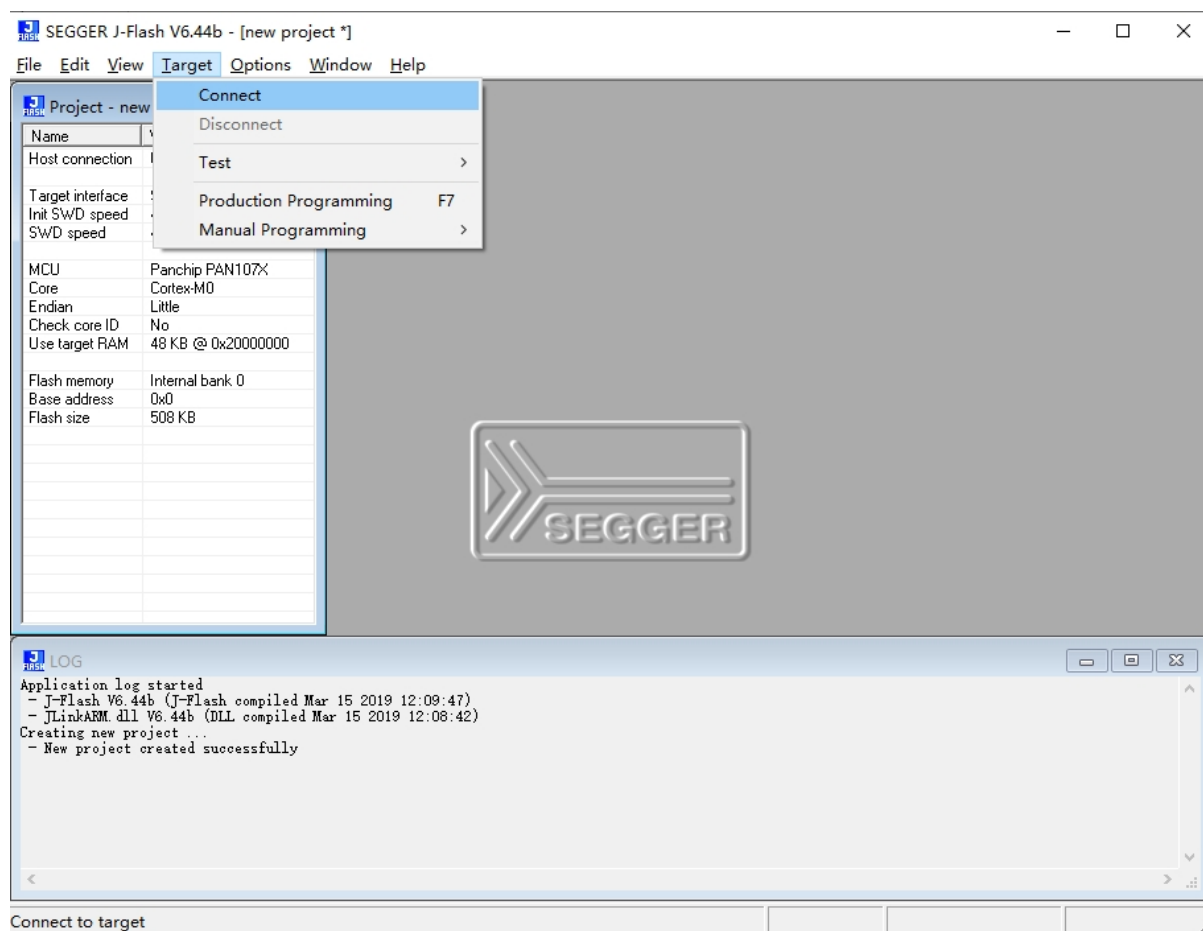 SEGGER J-Flash V6.44b - [new project *]
File Edit View Target Options Window Help
Project - new
Connect
Disconnect
Test
Production Programming F7
Manual Programming
Name
Host connection
Target interface
Init SWD speed
SWD speed
MCU Panchip PAN107X
Core Cortex-M0
Endian Little
Check core ID No
Use target RAM 48 KB @ 0x20000000
Flash memory Internal bank 0
Base address 0x0
Flash size 508 KB
SEGGER
LOG
Application log started
- J-Flash V6.44b (J-Flash compiled Mar 15 2019 12:09:47)
- JLinkARM.dll V6.44b (DLL compiled Mar 15 2019 12:08:42)
Creating new project ...
- New project created successfully
Connect to target